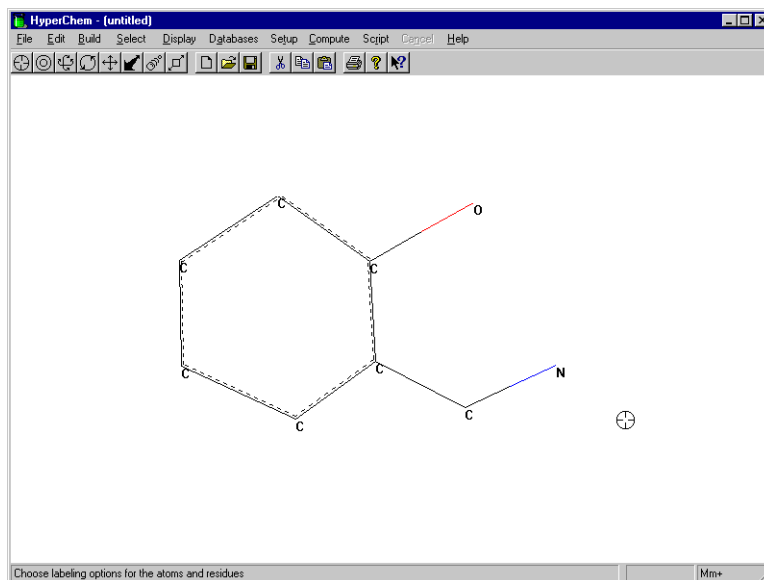 HyperChem - (untitled)
File Edit Build Select Display Databases Setup Compute Script Cancel Help
C
O
C
C
C
C
N
C
C
Choose labeling options for the atoms and residues
Mm+